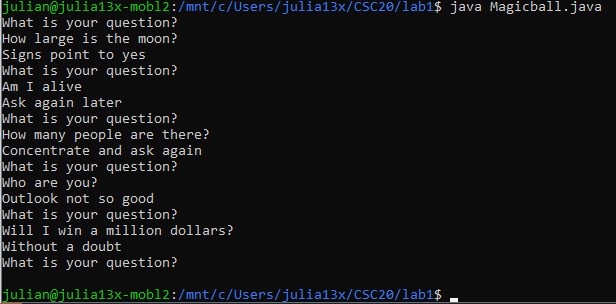 julian@julia13x-mobl2:/mnt/c/Users/julia13x/CSC20/lab1$ java Magicball.java
What is your question?
How large is the moon?
Signs point to yes
What is your question?
Am I alive
Ask again later
What is your question?
How many people are there?
Concentrate and ask again
What is your question?
Who are you?
Outlook not so good
What is your question?
Will I win a million dollars?
Without a doubt
What is your question?
julian@julia13x-mobl2:/mnt/c/Users/julia13x/CSC20/lab1$